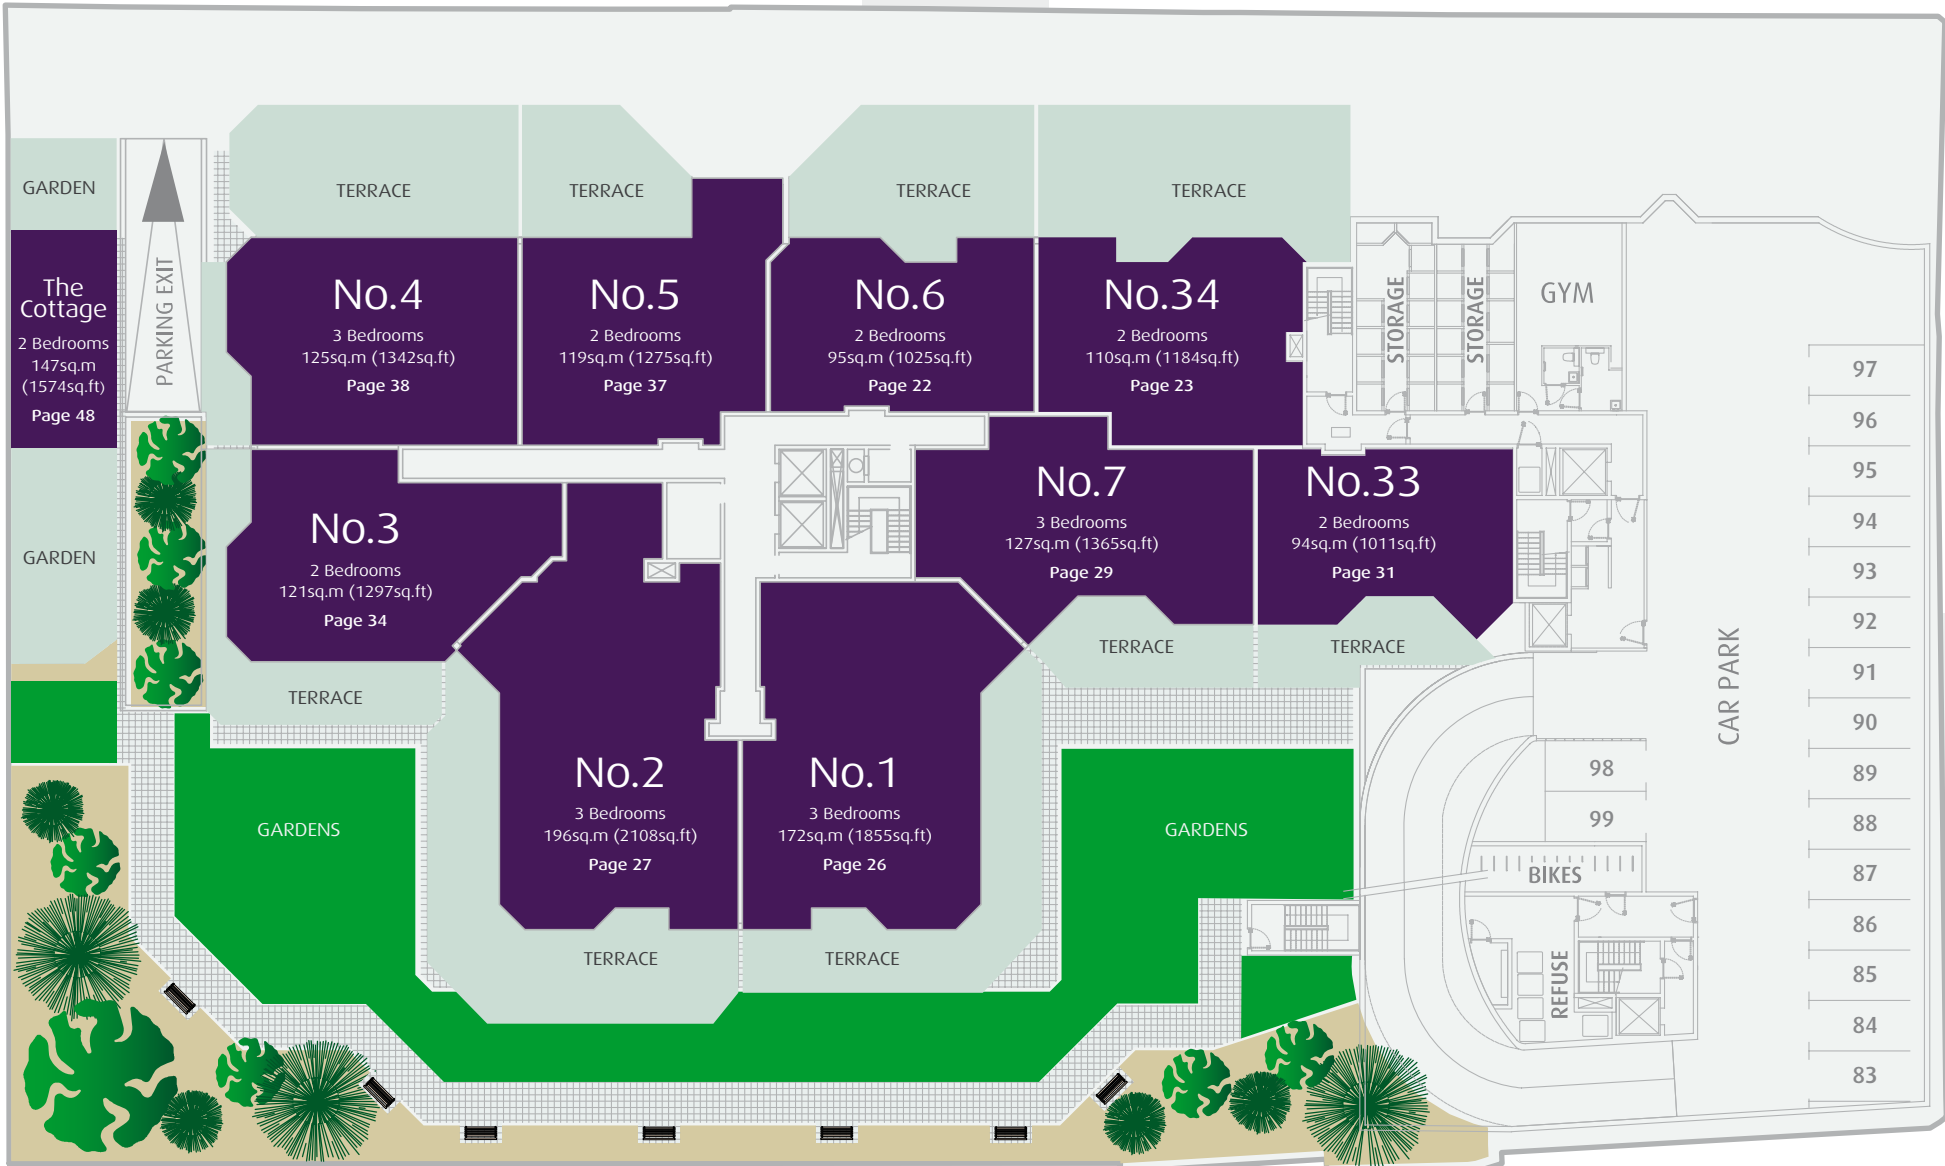 GARDEN
The
Cottage
2 Bedrooms
147sq.m
(1574sq.ft)
Page 48
GARDEN
PARKING EXIT
TERRACE
No.4
3 Bedrooms
125sq.m (1342sq.ft)
Page 38
TERRACE
No.5
2 Bedrooms
119sq.m (1275sq.ft)
Page 37
TERRACE
No.6
2 Bedrooms
95sq.m (1025sq.ft)
Page 22
TERRACE
No.34
2 Bedrooms
110sq.m (1184sq.ft)
Page 23
STORAGE
STORAGE
GYM
No.3
2 Bedrooms
121sq.m (1297sq.ft)
Page 34
TERRACE
No.7
3 Bedrooms
127sq.m (1365sq.ft)
Page 29
TERRACE
No.33
2 Bedrooms
94sq.m (1011sq.ft)
Page 31
TERRACE
No.2
3 Bedrooms
196sq.m (2108sq.ft)
Page 27
TERRACE
No.1
3 Bedrooms
172sq.m (1855sq.ft)
Page 26
TERRACE
GARDENS
GARDENS
CAR PARK
98
99
BIKES
REFUSE
97
96
95
94
93
92
91
90
89
88
87
86
85
84
83